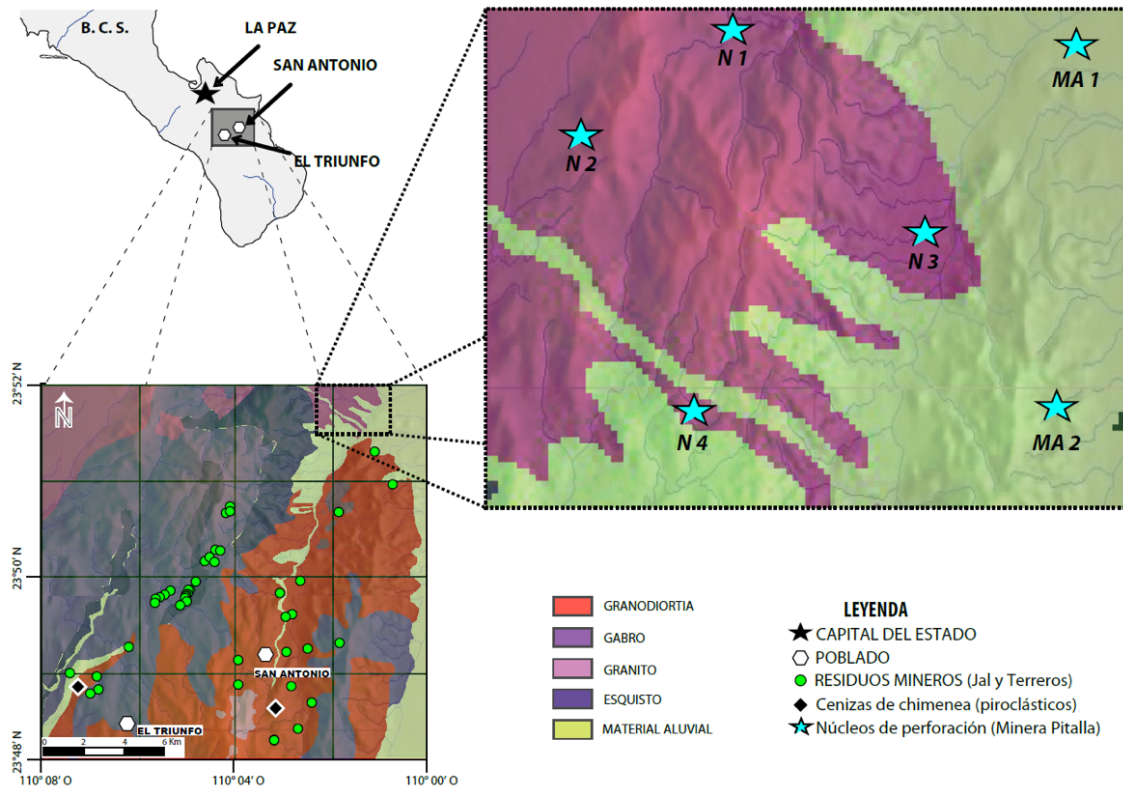 B. C. S.
LA PAZ
SAN ANTONIO
EL TRIUNFO
N 1
MA 1
N 2
N 3
N 4
MA 2
23°52´ N
23°50´ N
23°48´ N
N
SAN ANTONIO
EL TRIUNFO
0 2 4 6 Km
110° 08´ O
110° 04´ O
110° 00´ O
GRANODIORTIA
GABRO
GRANITO
ESQUISTO
MATERIAL ALUVIAL
LEYENDA
CAPITAL DEL ESTADO
POBLADO
RESIDUOS MINEROS (Jal y Terreros)
Cenizas de chimenea (piroclásticos)
Núcleos de perforación (Minera Pitalla)